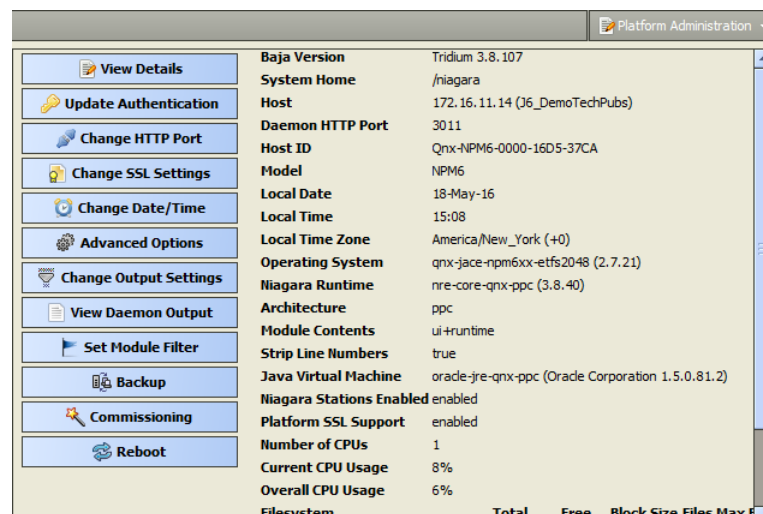 Platform Administration
View Details
Update Authentication
Change HTTP Port
Change SSL Settings
Change Date/Time
Advanced Options
Change Output Settings
View Daemon Output
Set Module Filter
Backup
Commissioning
Reboot
Baja Version Tridium 3.8.107
System Home /niagara
Host 172.16.11.14 (J6_DemoTechPubs)
Daemon HTTP Port 3011
Host ID Qnx-NPM6-0000-16D5-37CA
Model NPM6
Local Date 18-May-16
Local Time 15:08
Local Time Zone America/New_York (+0)
Operating System qnx-jace-npm6xx-etfs2048 (2.7.21)
Niagara Runtime nre-core-qnx-ppc (3.8.40)
Architecture ppc
Module Contents ui+runtime
Strip Line Numbers true
Java Virtual Machine oracle-jre-qnx-ppc (Oracle Corporation 1.5.0.81.2)
Niagara Stations Enabled enabled
Platform SSL Support enabled
Number of CPUs 1
Current CPU Usage 8%
Overall CPU Usage 6%
Filesystem Total Free Block Size Files Max